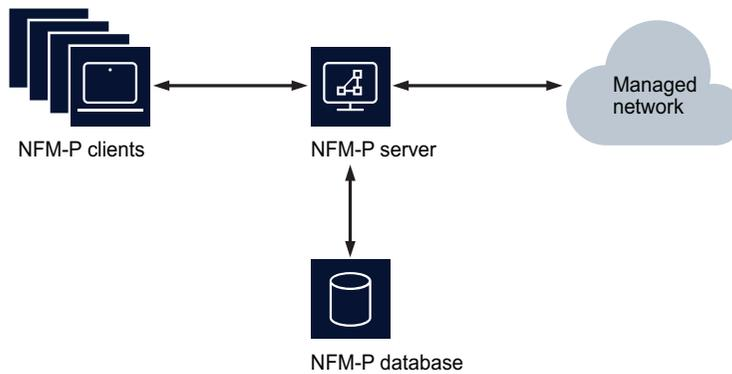 Managed
network
NFM-P clients
NFM-P server
NFM-P database